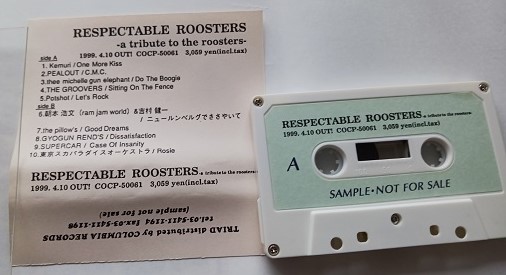 RESPECTABLE ROOSTERS
-a tribute to the roosters-
1999. 4.10 OUT! COCP-50061 3,059 yen(incl.tax)
side A
1. Kemuri / One More Kiss
2.PEALOUT / C.M.C.
3.thee michelle gun elephant / Do The Boogia
4.THE GROOVERS / Sitting On The Fence
5.Potshot / Let's Rock
side B
6.朝本 浩文 (ram jam world) &吉村 健一
/ ニュールンベルグでささやいて
7.the pillow's / Good Dreams
8.GYOGUN REND'S / Dissatisfaction
9.SUPERCAR / Case Of Insanity
10.東京スカパラダイスオーケストラ / Rosie
RESPECTABLE ROOSTERS-a tribute to the roosters-
1999. 4.10 OUT! COCP-50061 3,059 yen(incl.tax)
TRIAD distributed by COLUMBIA RECORDS
tel.03-5411-1194 fax.03-5411-1198
(sample not for sale)
RESPECTABLE ROOSTERS-a tribute to the roosters-
1999. 4.10 OUT! COCP-50061 3,059 yen(incl.tax)
A
SAMPLE・NOT FOR SALE